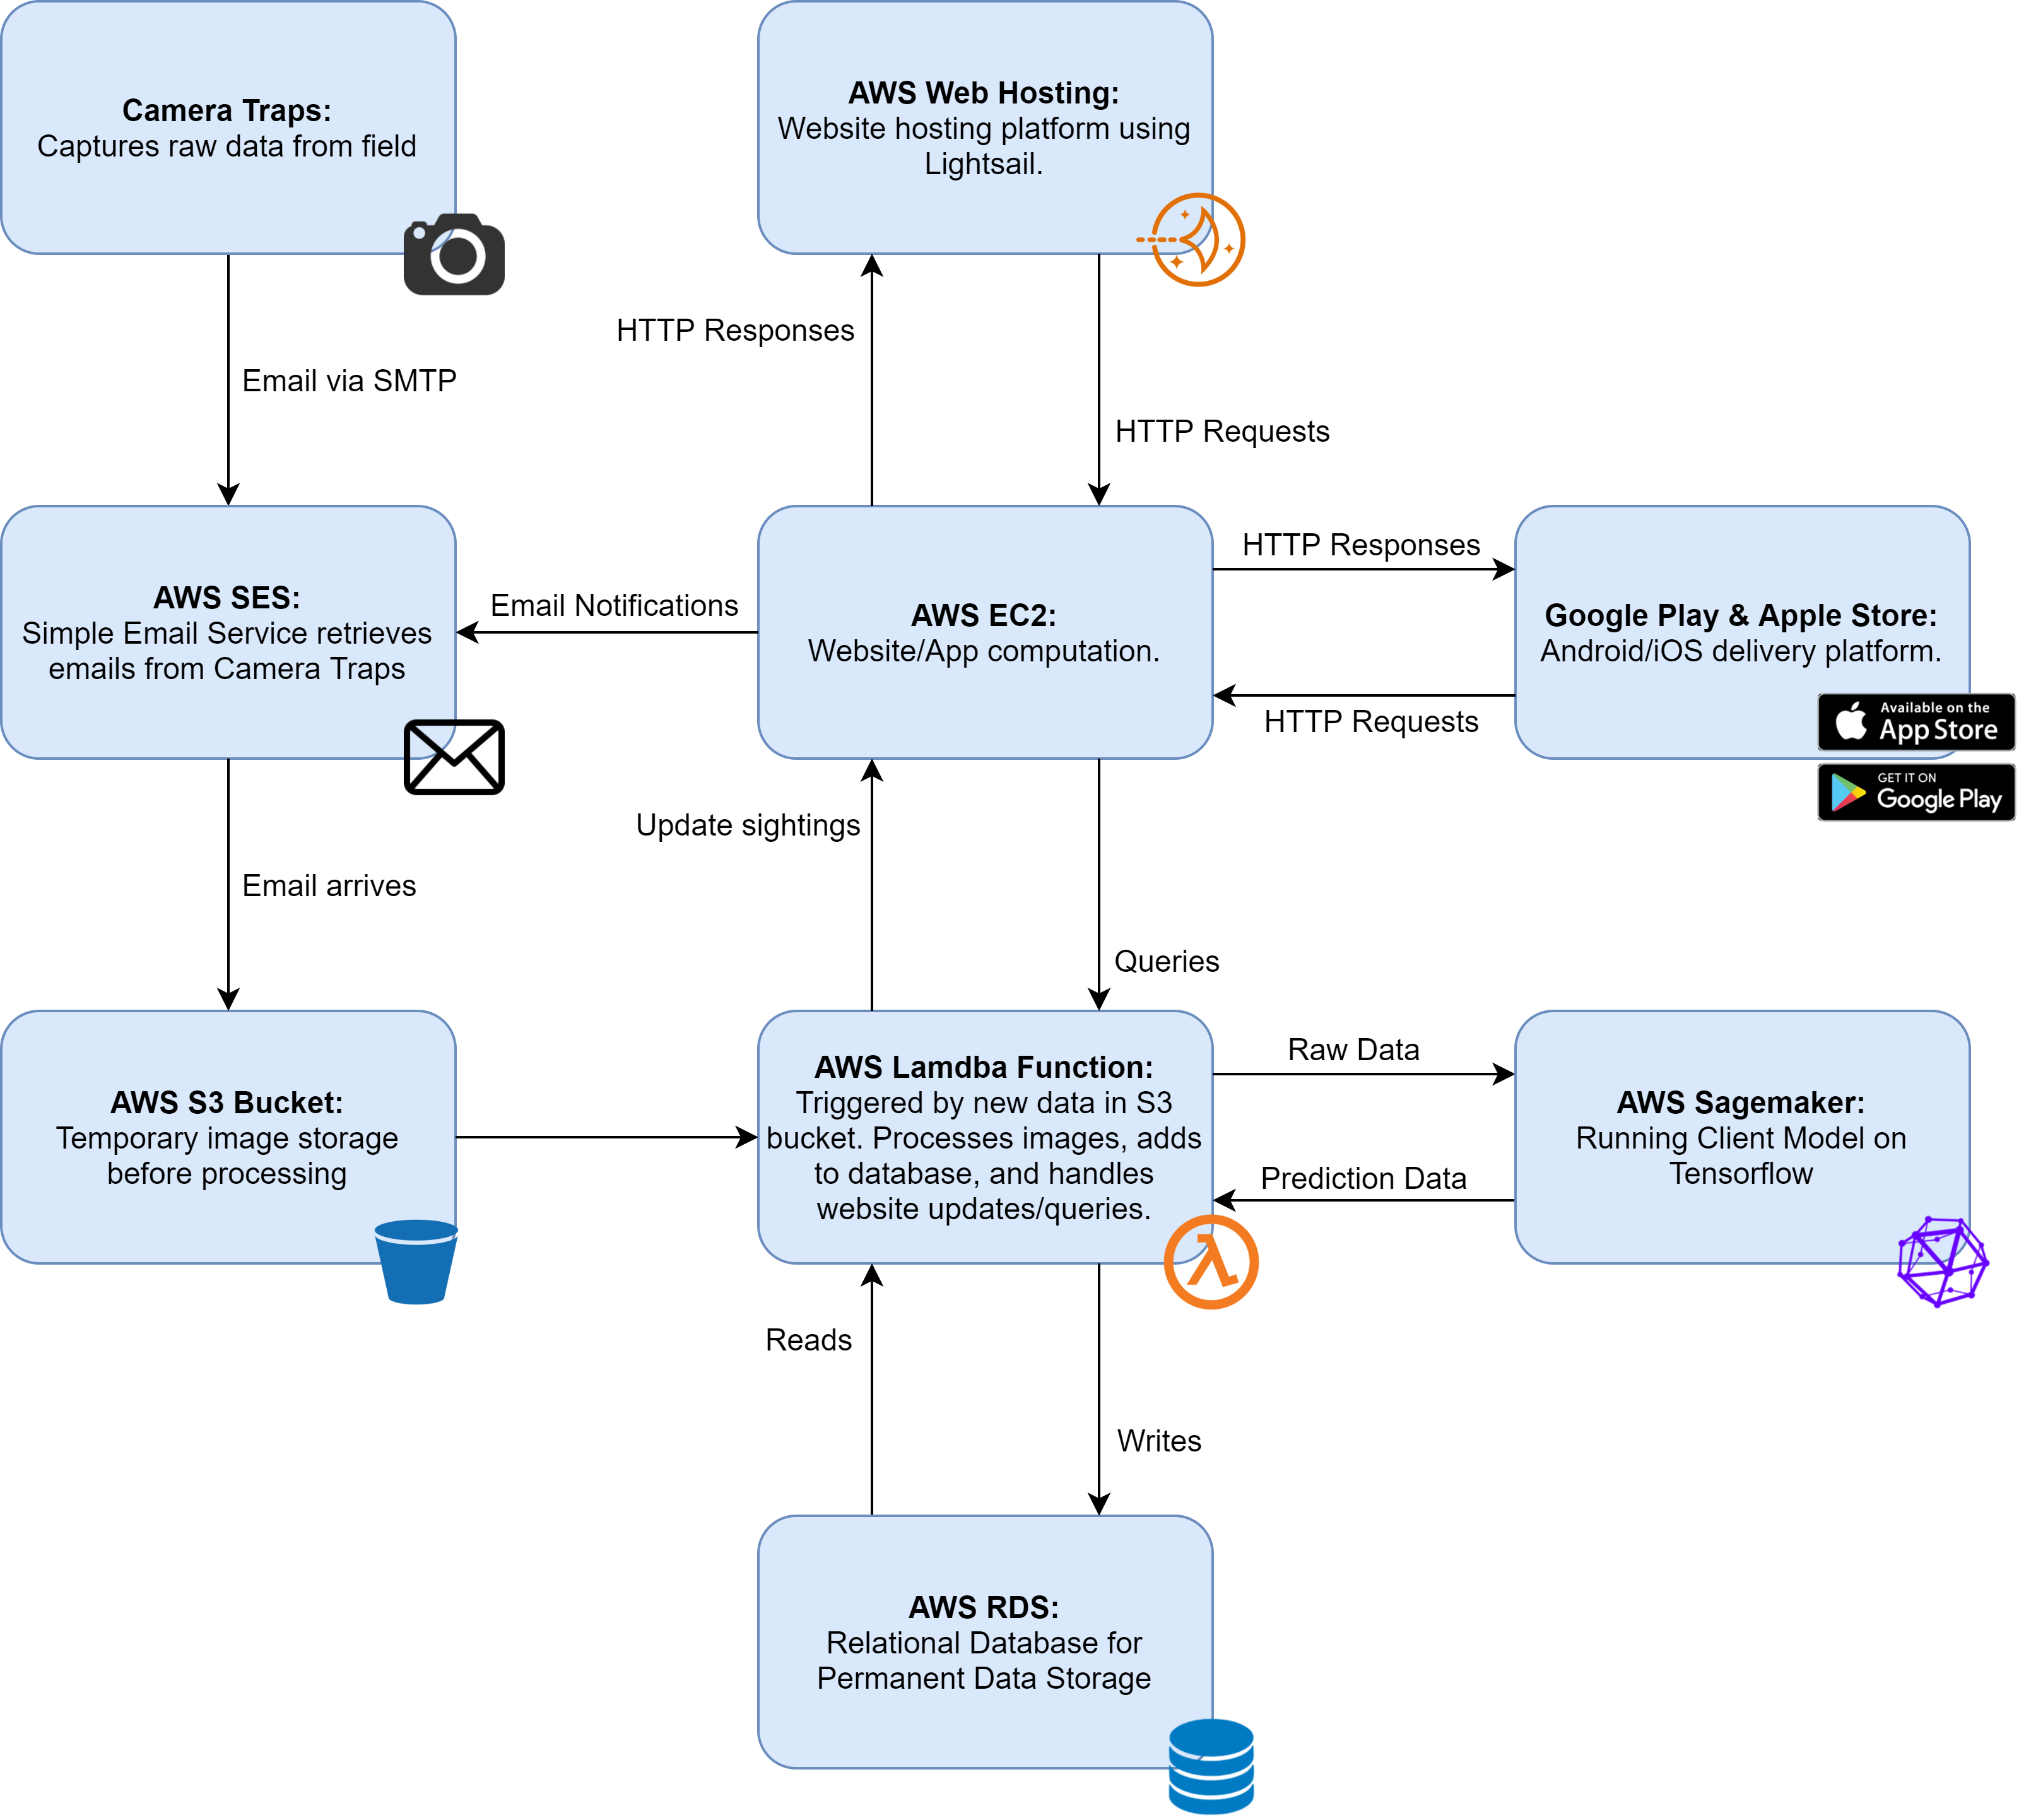 Camera Traps:
Captures raw data from field
AWS Web Hosting:
Website hosting platform using
Lightsail.
HTTP Responses
Email via SMTP
HTTP Requests
AWS SES:
Simple Email Service retrieves
emails from Camera Traps
Email Notifications
AWS EC2:
Website/App computation.
HTTP Responses
HTTP Requests
Google Play & Apple Store:
Android/iOS delivery platform.
Available on the
App Store
GET IT ON
Google Play
Update sightings
Email arrives
Queries
AWS S3 Bucket:
Temporary image storage
before processing
AWS Lamdba Function:
Triggered by new data in S3
bucket. Processes images, adds
to database, and handles
website updates/queries.
Raw Data
Prediction Data
AWS Sagemaker:
Running Client Model on
Tensorflow
Reads
Writes
AWS RDS:
Relational Database for
Permanent Data Storage